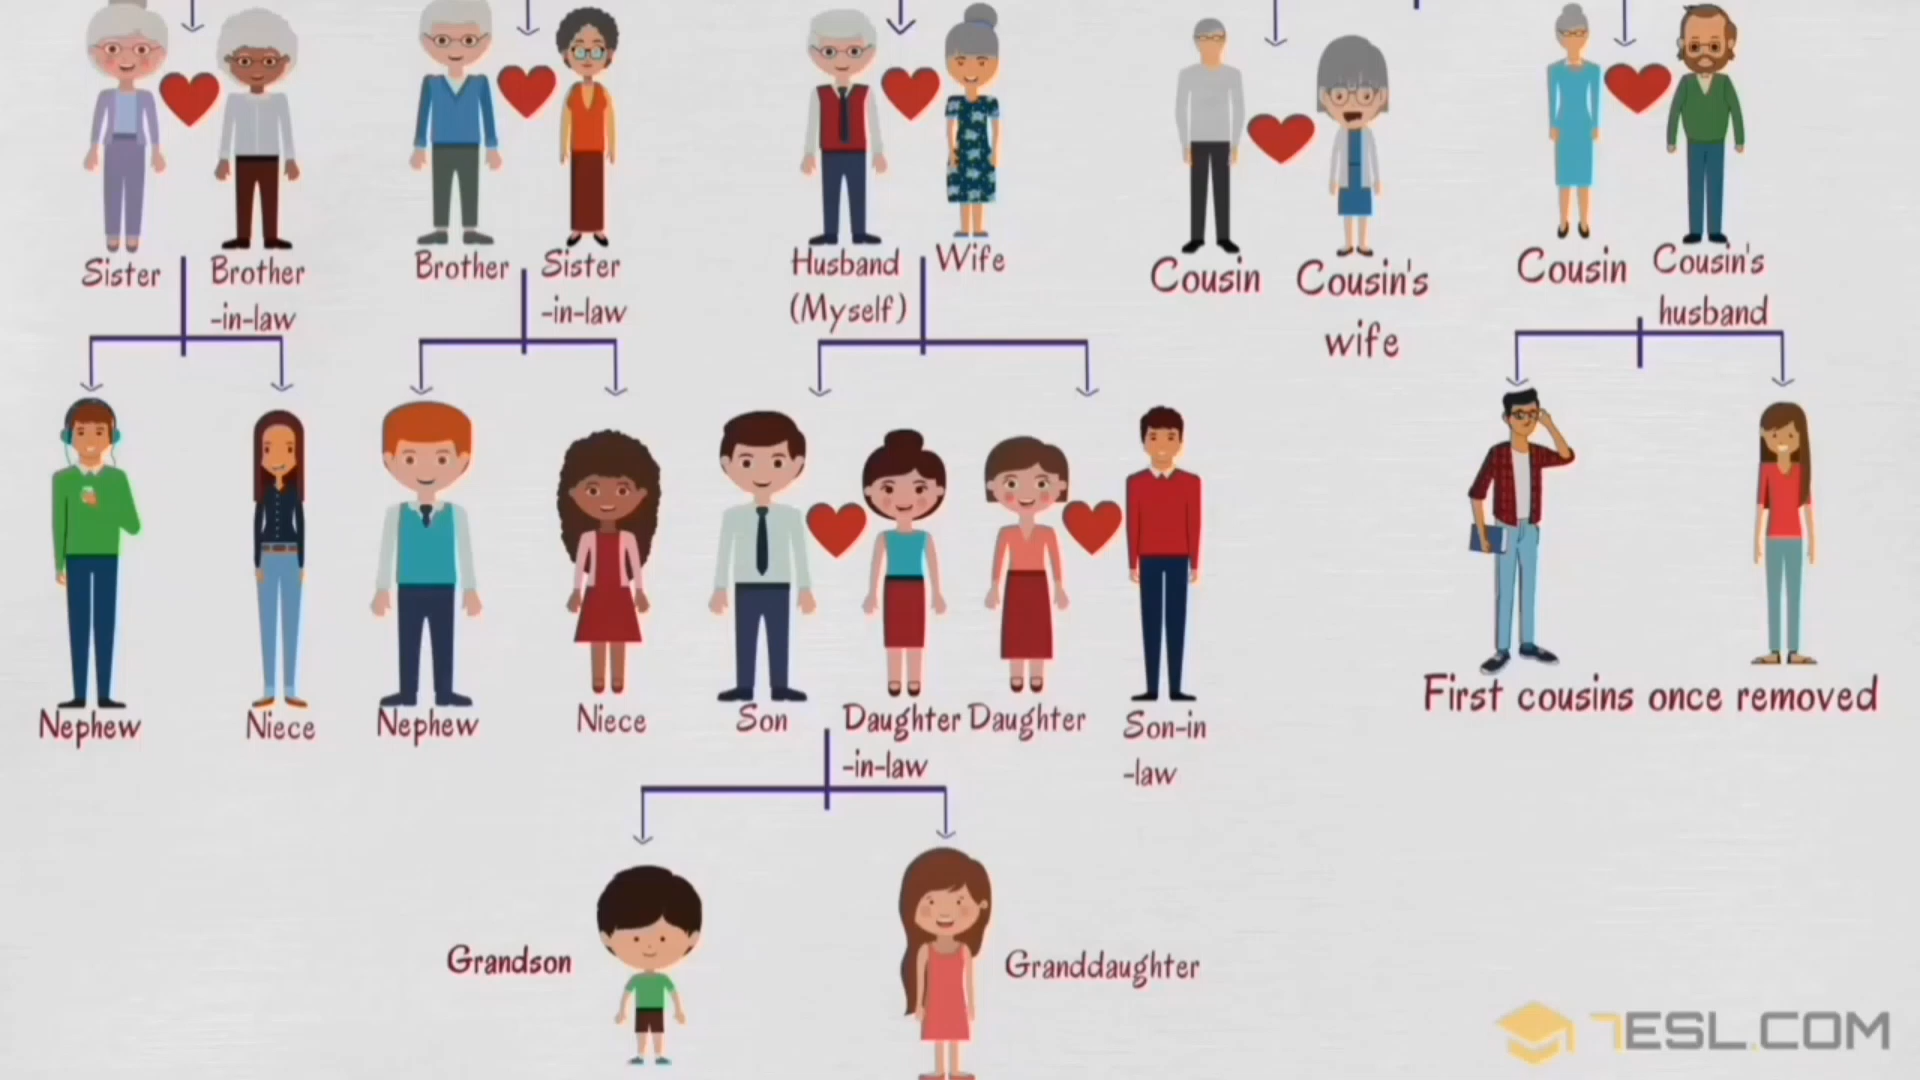 Sister
Brother
-in-law
Brother
Sister
-in-law
Husband
(Myself)
Wife
Cousin
Cousin's
wife
Cousin
Cousin's
husband
Nephew
Niece
Nephew
Niece
Son
Daughter
-in-law
Daughter
Son-in
-law
First cousins once removed
Grandson
Granddaughter
7ESL.COM